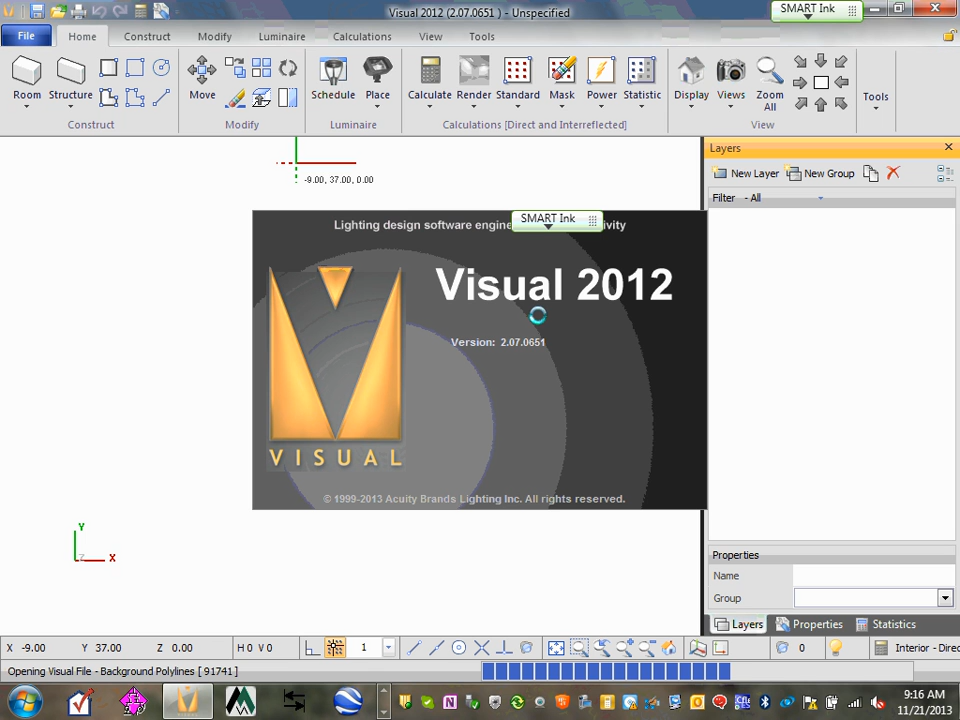 Visual 2012 (2.07.0651 ) - Unspecified
SMART Ink
File Home Construct Modify Luminaire Calculations View Tools
Room Structure Move Schedule Place Calculate Render Standard Mask Power Statistic Display Views Zoom All Tools
Construct Modify Luminaire Calculations [Direct and Interreflected] View
Layers
-9.00, 37.00, 0.00
New Layer New Group
Filter - All
SMART Ink
Lighting design software engine ivity
Visual 2012
Version: 2.07.0651
VISUAL
© 1999-2013 Acuity Brands Lighting Inc. All rights reserved.
Y
Z X
Properties
Name
Group
Layers Properties Statistics
X -9.00 Y 37.00 Z 0.00 H 0 V 0 1 0 Interior - Direc
Opening Visual File - Background Polylines [ 91741 ]
9:16 AM
11/21/2013